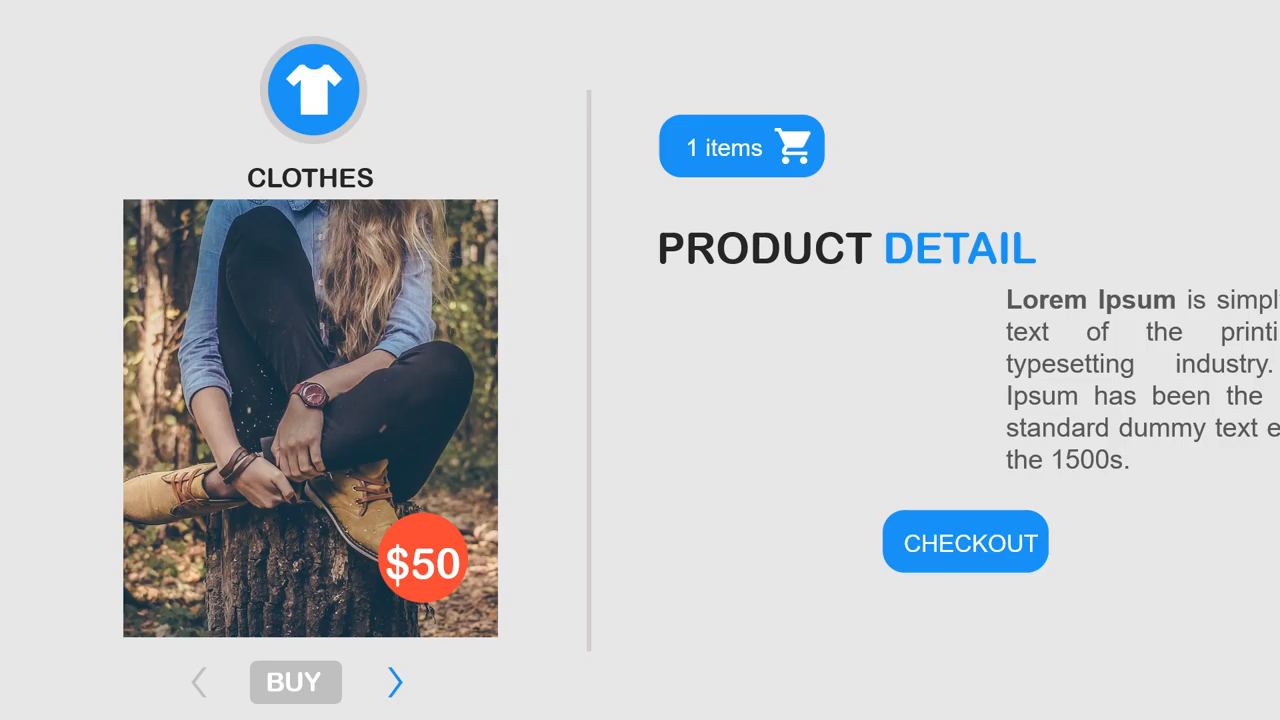 CLOTHES
$50
BUY
1 items
PRODUCT DETAIL
Lorem Ipsum is simpl
text of the printi
typesetting industry.
Ipsum has been the
standard dummy text e
the 1500s.
CHECKOUT